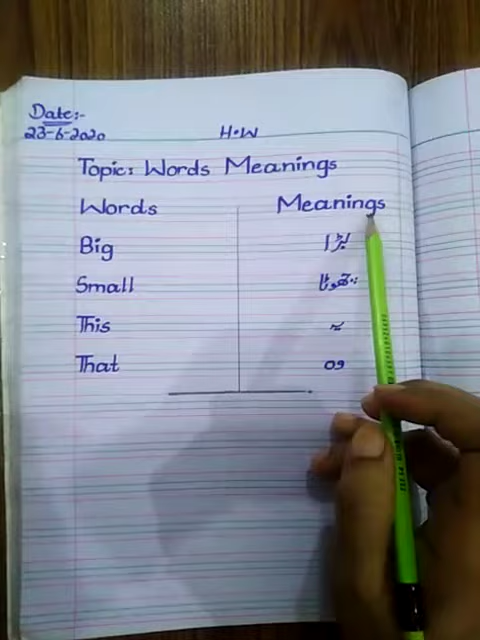 Date:-
23-6-2020 H.W
Topic: Words Meanings
Words Meanings
Big بڑا
Small چھوٹا
This یہ
That وہ